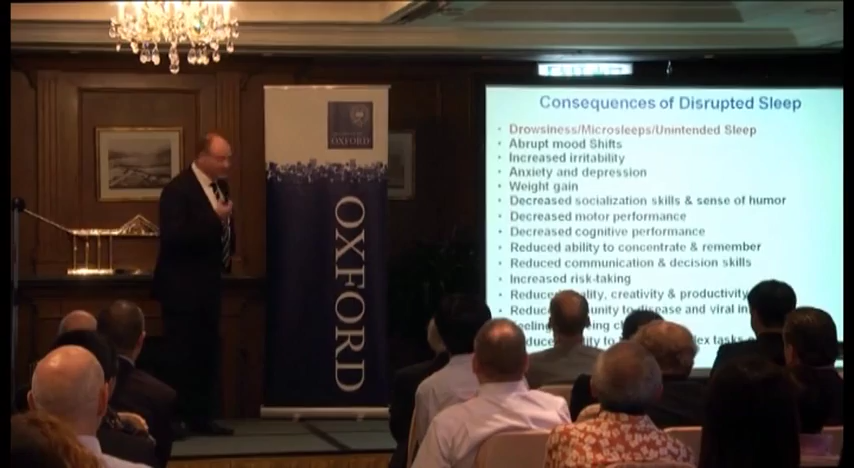 OXFORD
OXFORD
Consequences of Disrupted Sleep
• Drowsiness/Microsleeps/Unintended Sleep
• Abrupt mood Shifts
• Increased irritability
• Anxiety and depression
• Weight gain
• Decreased socialization skills & sense of humor
• Decreased motor performance
• Decreased cognitive performance
• Reduced ability to concentrate & remember
• Reduced communication & decision skills
• Increased risk-taking
• creativity & productivity
• to disease and viral
tasks